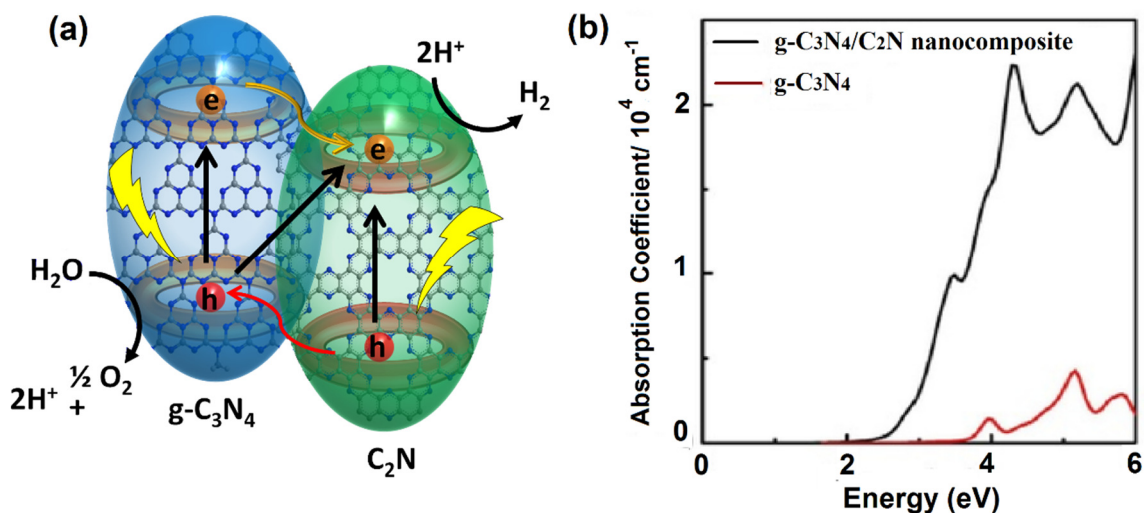 (a)
e
h
H₂O
2H⁺ + ½ O₂
g-C₃N₄
2H⁺
H₂
e
h
C₂N
(b)
g-C₃N₄/C₂N nanocomposite
g-C₃N₄
Absorption Coefficient/ 10⁴ cm⁻¹
2
1
0
0
2
4
6
Energy (eV)